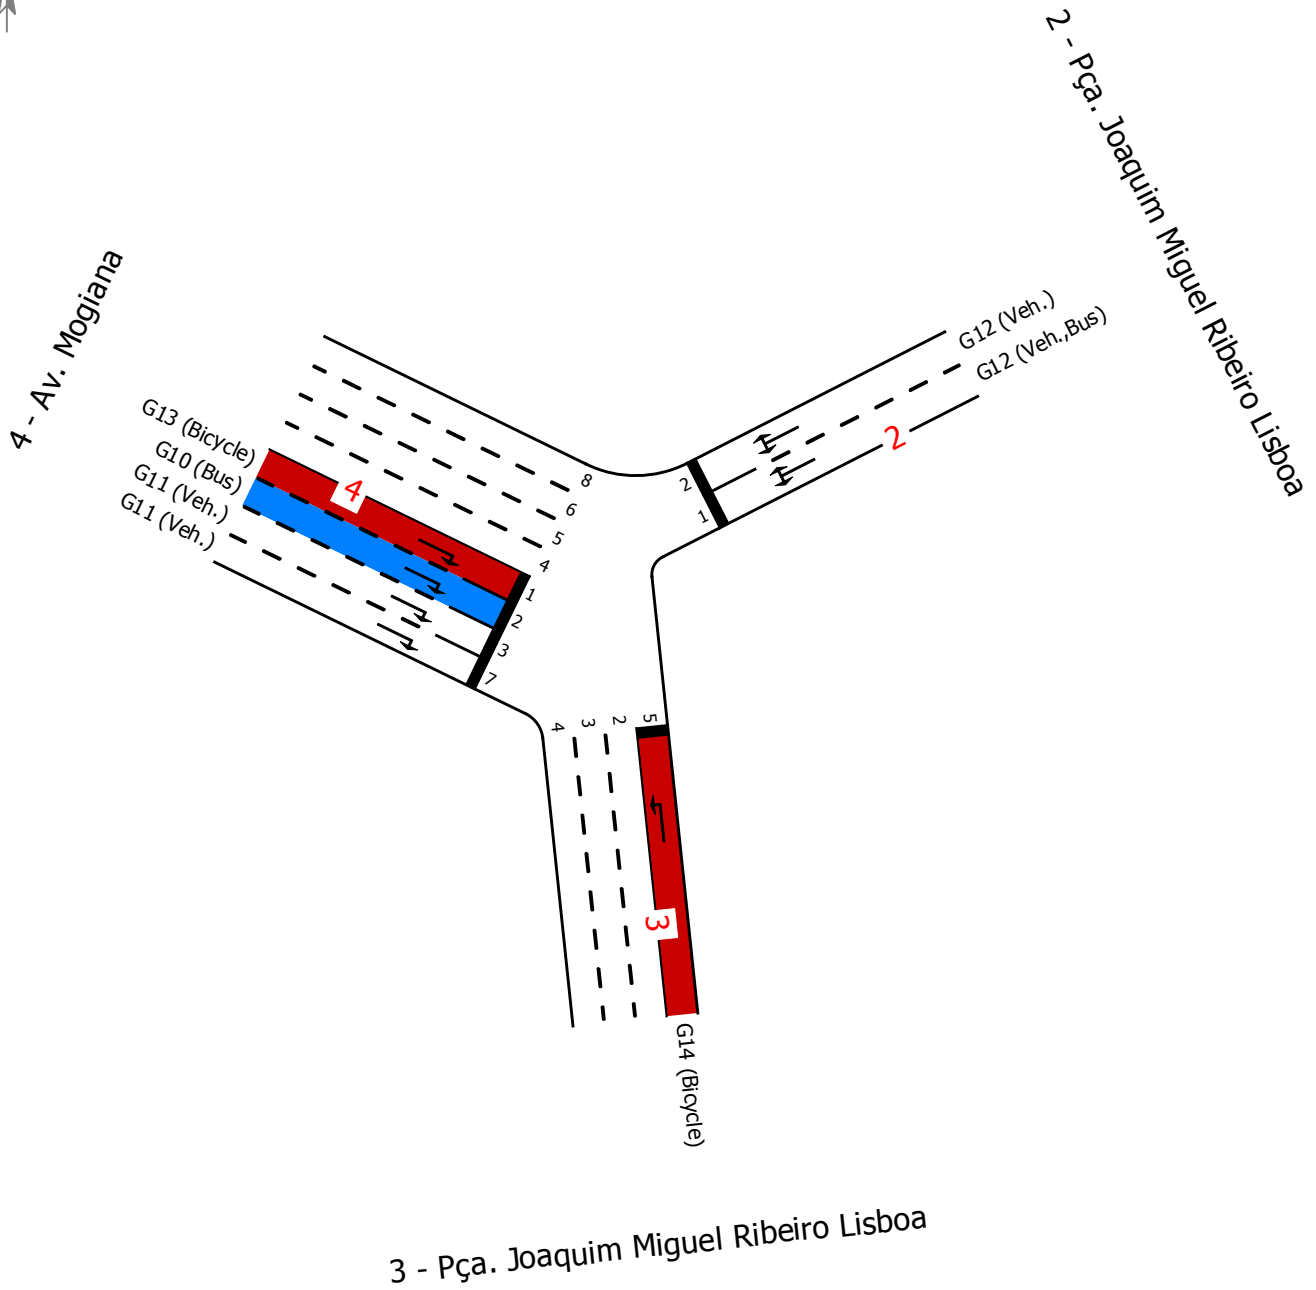 2 - Pça. Joaquim Miguel Ribeiro Lisboa
4 - Av. Mogiana
G12 (Veh.)
G12 (Veh.,Bus)
2
2
1
G13 (Bicycle)
G10 (Bus)
G11 (Veh.)
G11 (Veh.)
4
8
6
5
4
1
2
3
7
4
3
2
5
3
G14 (Bicycle)
3 - Pça. Joaquim Miguel Ribeiro Lisboa